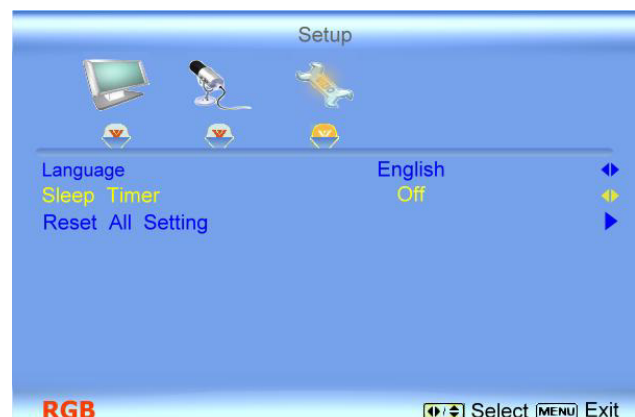 Setup
Language English
Sleep Timer Off
Reset All Setting
RGB Select MENU Exit